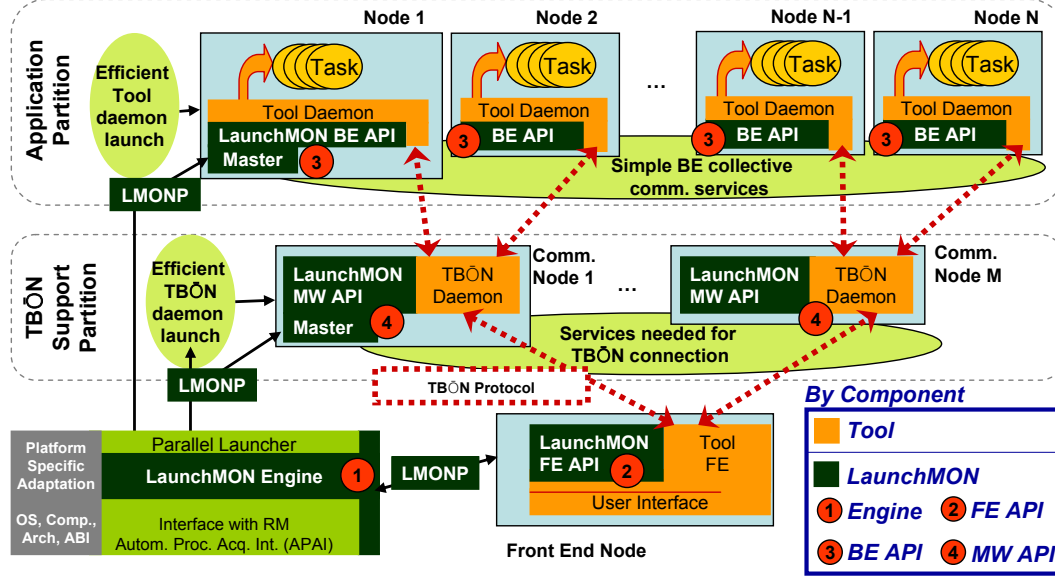 Node 1
Node 2
Node N-1
Node N
Application
Partition
Efficient
Tool
daemon
launch
Task
Task
...
Task
Task
Tool Daemon
Tool Daemon
Tool Daemon
Tool Daemon
LaunchMON BE API
Master
3
3
BE API
3
BE API
3
BE API
Simple BE collective
comm. services
LMONP
TBŌN
Support
Partition
Efficient
TBŌN
daemon
launch
LaunchMON
MW API
Master
4
TBŌN
Daemon
Comm.
Node 1
...
LaunchMON
MW API
4
TBŌN
Daemon
Comm.
Node M
Services needed for
TBŌN connection
LMONP
TBŌN Protocol
Platform
Specific
Adaptation
OS, Comp.,
Arch, ABI
Parallel Launcher
LaunchMON Engine
1
Interface with RM
Autom. Proc. Acq. Int. (APAI)
LMONP
LaunchMON
FE API
2
Tool
FE
User Interface
Front End Node
By Component
Tool
LaunchMON
1 Engine
2 FE API
3 BE API
4 MW API